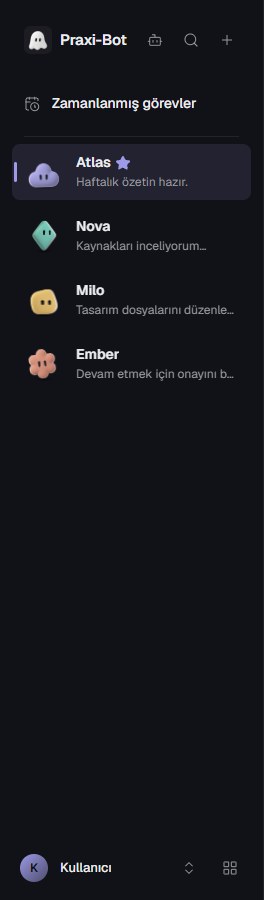 Praxi-Bot
Zamanlanmış görevler
Atlas
Haftalık özetin hazır.
Nova
Kaynakları inceliyorum...
Milo
Tasarım dosyalarını düzenle...
Ember
Devam etmek için onayını b...
K
Kullanıcı